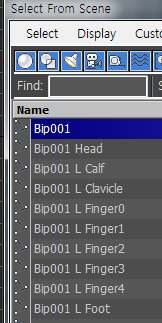 Select From Scene
Select Display Custo
Find:
Name
Bip001
Bip001 Head
Bip001 L Calf
Bip001 L Clavicle
Bip001 L Finger0
Bip001 L Finger1
Bip001 L Finger2
Bip001 L Finger3
Bip001 L Finger4
Bip001 L Foot